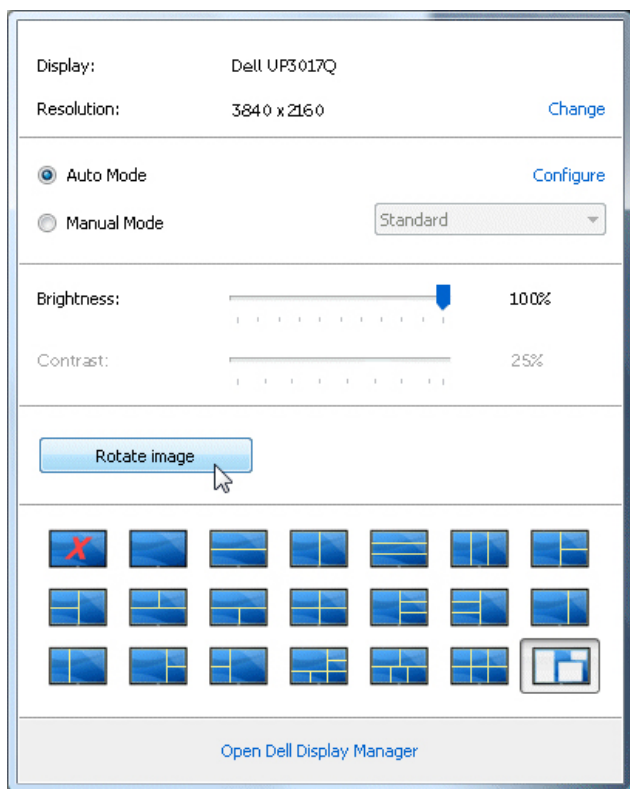 Display: Dell UP3017Q
Resolution: 3840 x 2160 Change
Auto Mode Configure
Manual Mode Standard
Brightness: 100%
Contrast: 25%
Rotate image
Open Dell Display Manager